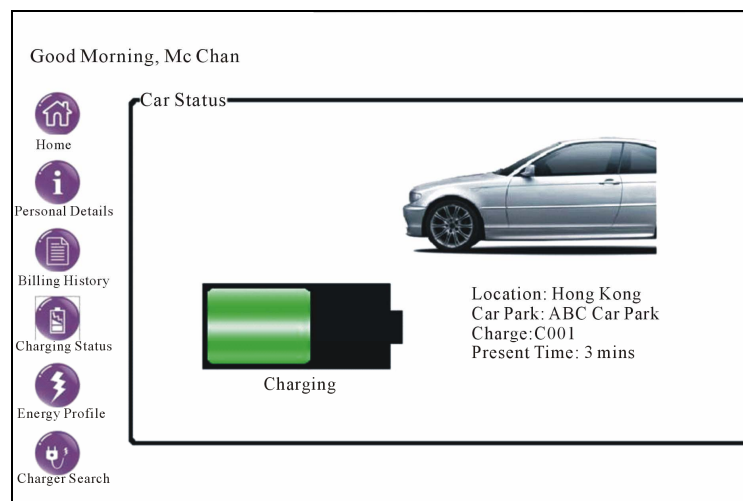 Good Morning, Mc Chan
Car Status
Home
Personal Details
Billing History
Charging Status
Energy Profile
Charger Search
Location: Hong Kong
Car Park: ABC Car Park
Charge:C001
Present Time: 3 mins
Charging